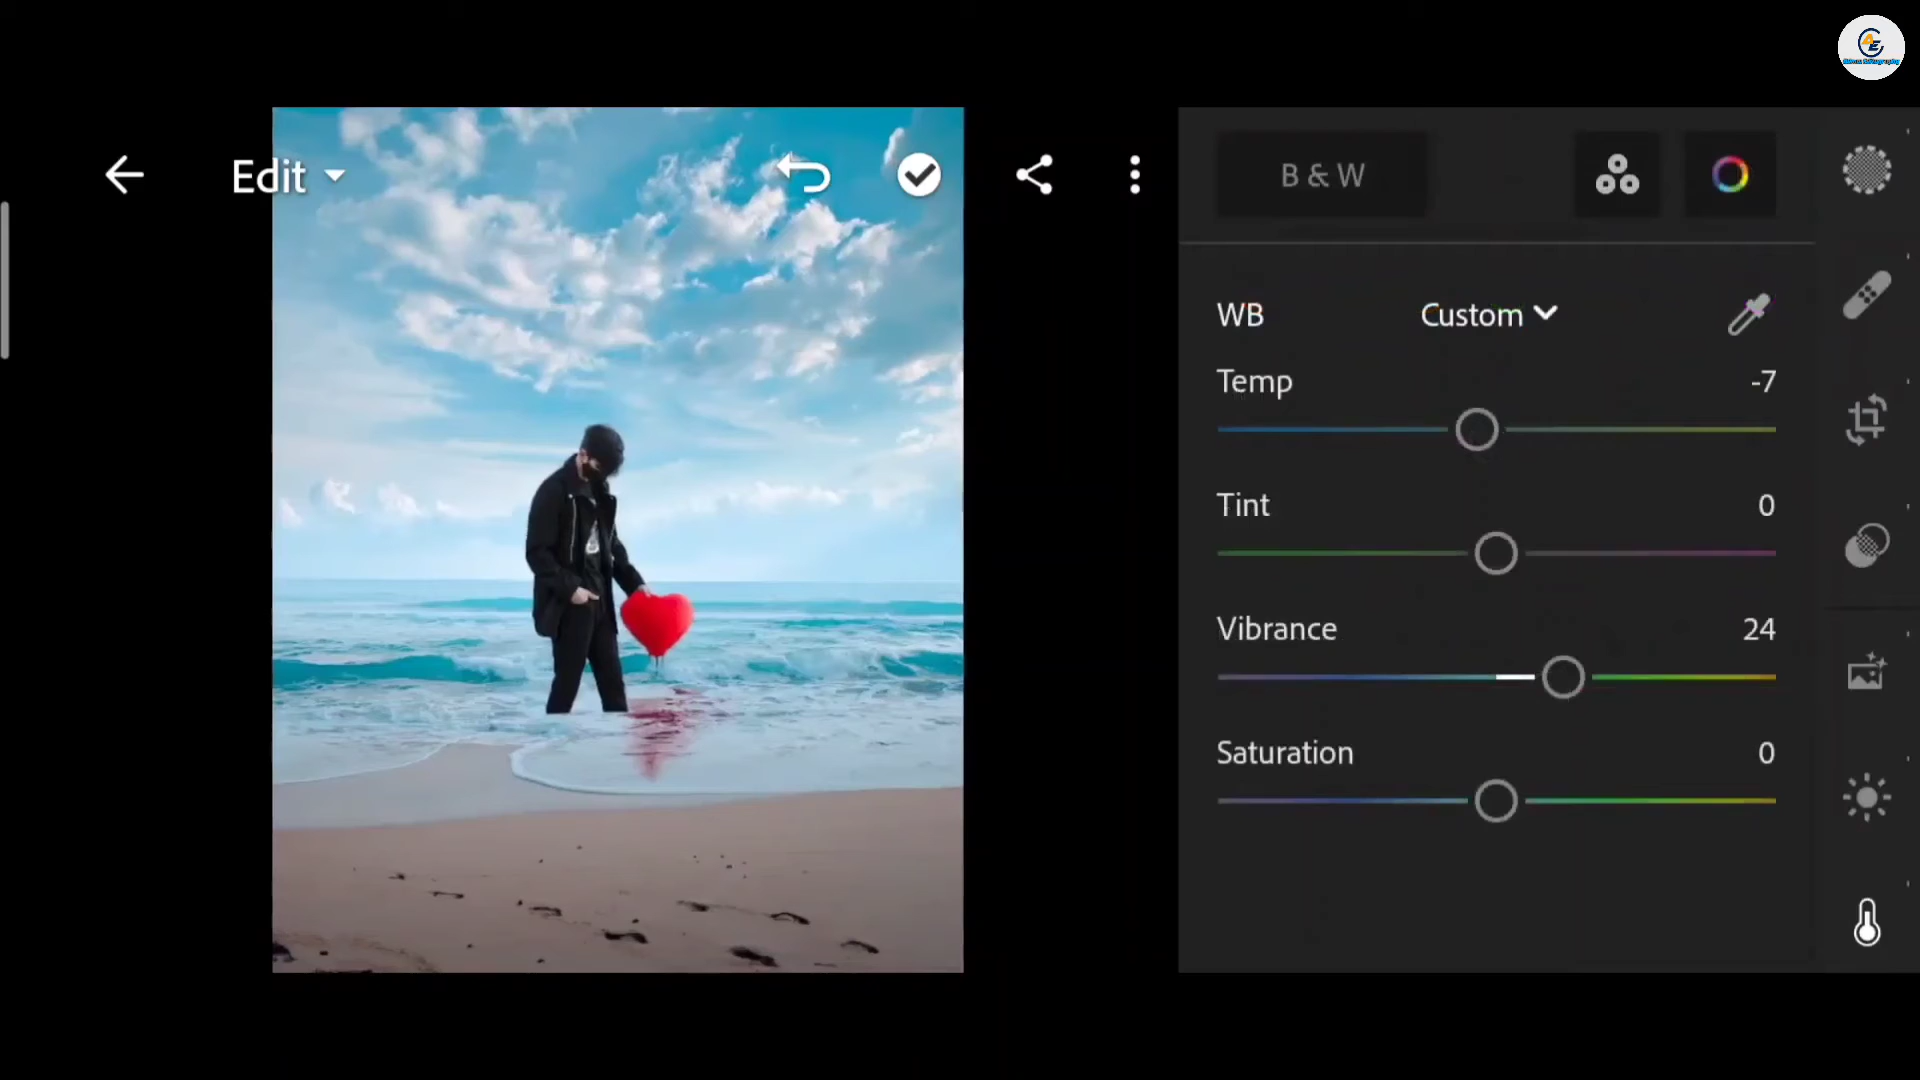 Edit
B & W
WB Custom
Temp -7
Tint 0
Vibrance 24
Saturation 0